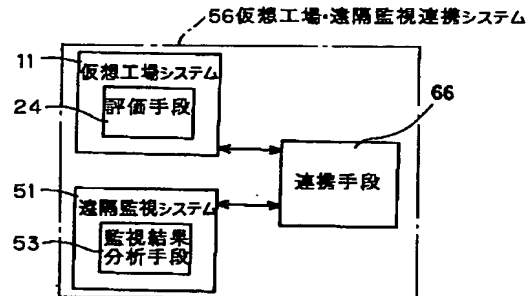 56仮想工場・遠隔監視連携システム
11
仮想工場システム
24
評価手段
66
連携手段
51
遠隔監視システム
53
監視結果
分析手段